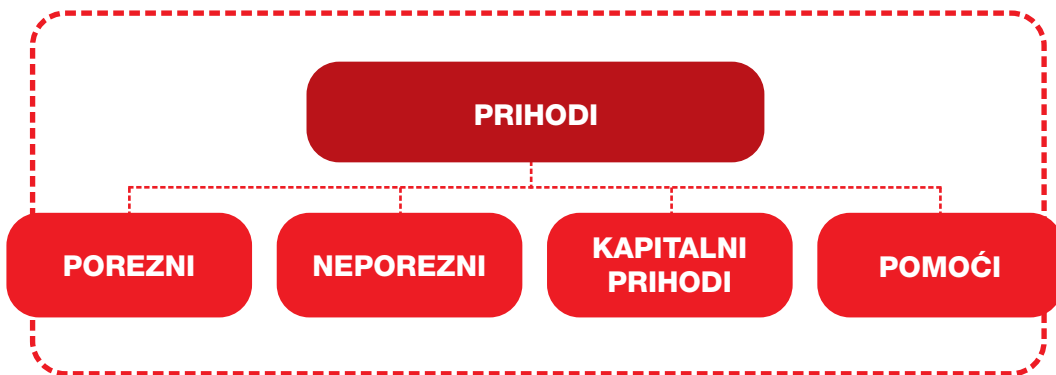 PRIHODI
POREZNI
NEPOREZNI
KAPITALNI
PRIHODI
POMOĆI